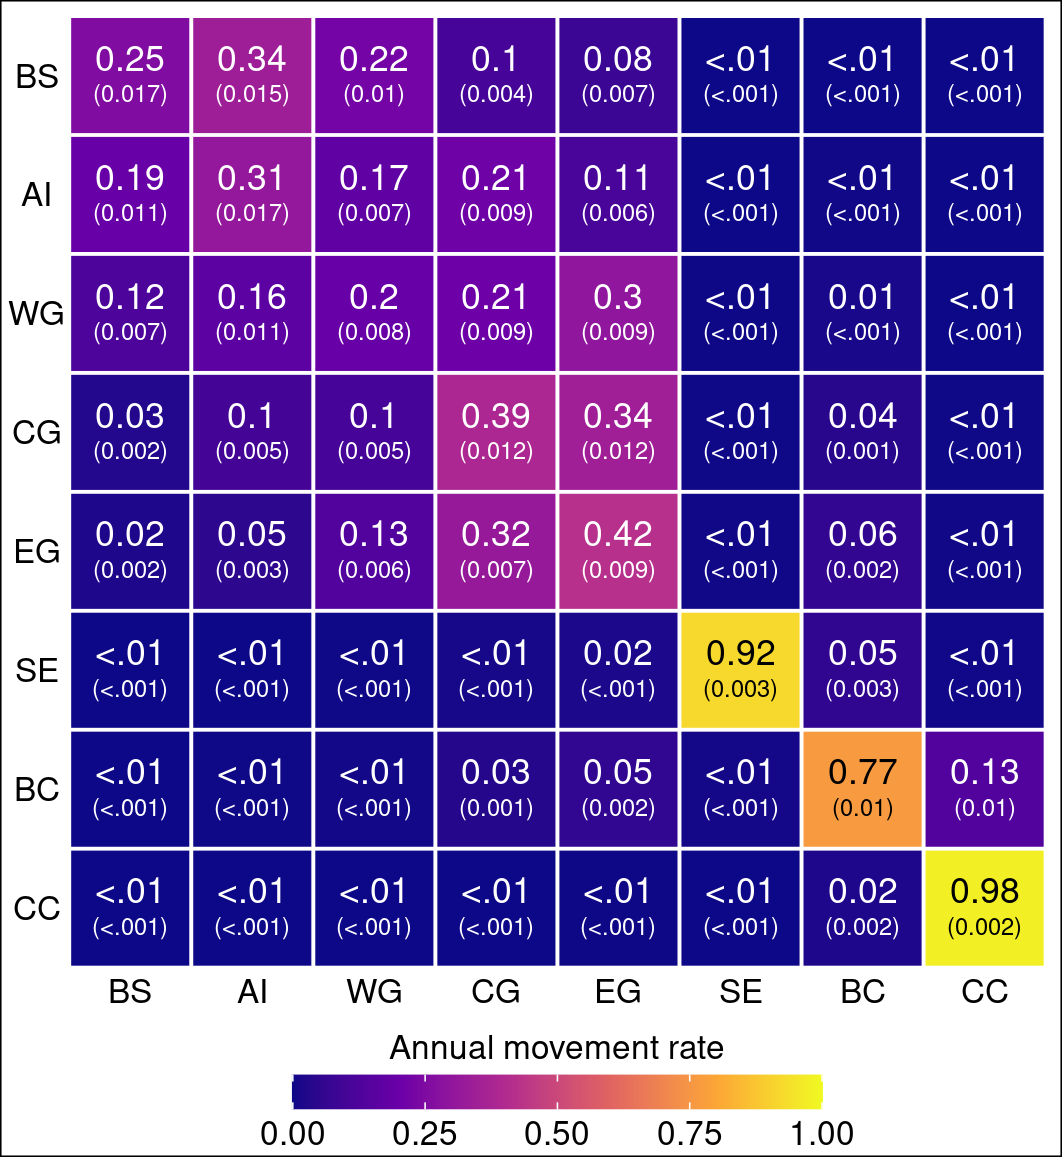 BS 0.25 0.34 0.22 0.1 0.08 <.01 <.01 <.01
(0.017) (0.015) (0.01) (0.004) (0.007) (<.001) (<.001) (<.001)
AI 0.19 0.31 0.17 0.21 0.11 <.01 <.01 <.01
(0.011) (0.017) (0.007) (0.009) (0.006) (<.001) (<.001) (<.001)
WG 0.12 0.16 0.2 0.21 0.3 <.01 0.01 <.01
(0.007) (0.011) (0.008) (0.009) (0.009) (<.001) (<.001) (<.001)
CG 0.03 0.1 0.1 0.39 0.34 <.01 0.04 <.01
(0.002) (0.005) (0.005) (0.012) (0.012) (<.001) (0.001) (<.001)
EG 0.02 0.05 0.13 0.32 0.42 <.01 0.06 <.01
(0.002) (0.003) (0.006) (0.007) (0.009) (<.001) (0.002) (<.001)
SE <.01 <.01 <.01 <.01 0.02 0.92 0.05 <.01
(<.001) (<.001) (<.001) (<.001) (<.001) (0.003) (0.003) (<.001)
BC <.01 <.01 <.01 0.03 0.05 <.01 0.77 0.13
(<.001) (<.001) (<.001) (0.001) (0.002) (<.001) (0.01) (0.01)
CC <.01 <.01 <.01 <.01 <.01 <.01 0.02 0.98
(<.001) (<.001) (<.001) (<.001) (<.001) (<.001) (0.002) (0.002)
BS AI WG CG EG SE BC CC
Annual movement rate
0.00 0.25 0.50 0.75 1.00